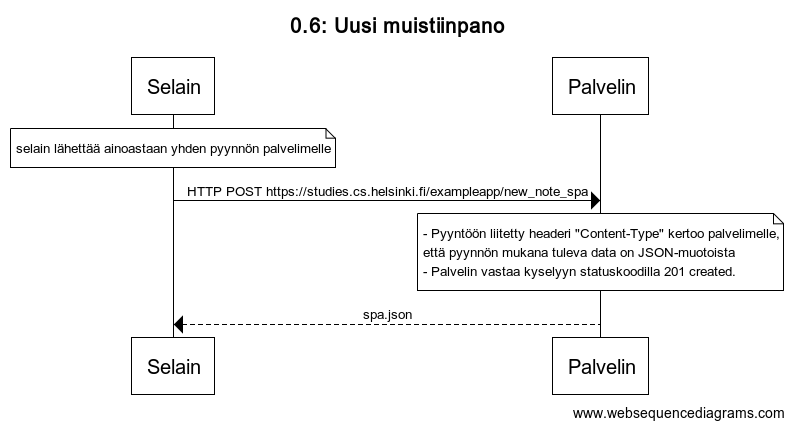 0.6: Uusi muistiinpano
Selain
Palvelin
selain lähettää ainoastaan yhden pyynnön palvelimelle
HTTP POST https://studies.cs.helsinki.fi/exampleapp/new_note_spa
- Pyyntöön liitetty headeri "Content-Type" kertoo palvelimelle,
että pyynnön mukana tuleva data on JSON-muotoista
- Palvelin vastaa kyselyyn statuskoodilla 201 created.
spa.json
Selain
Palvelin
www.websequencediagrams.com